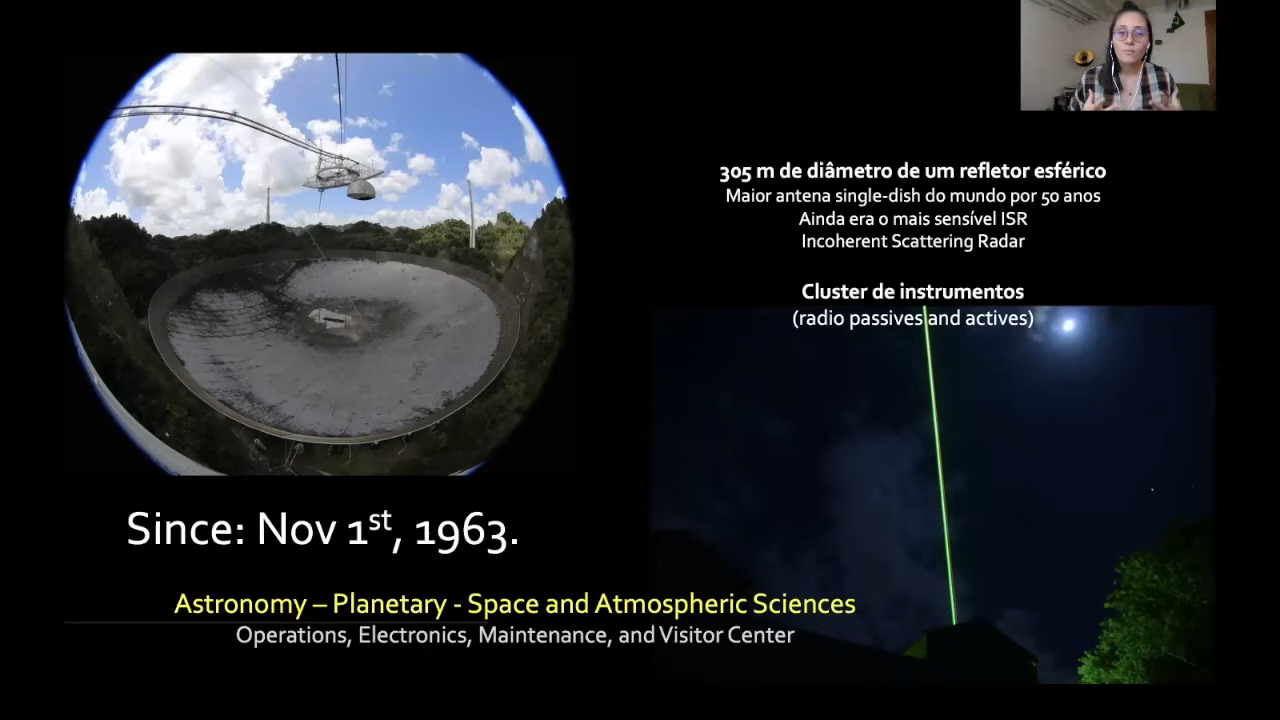 305 m de diâmetro de um refletor esférico
Maior antena single-dish do mundo por 50 anos
Ainda era o mais sensível ISR
Incoherent Scattering Radar
Cluster de instrumentos
(radio passives and actives)
Since: Nov 1st, 1963.
Astronomy – Planetary - Space and Atmospheric Sciences
Operations, Electronics, Maintenance, and Visitor Center